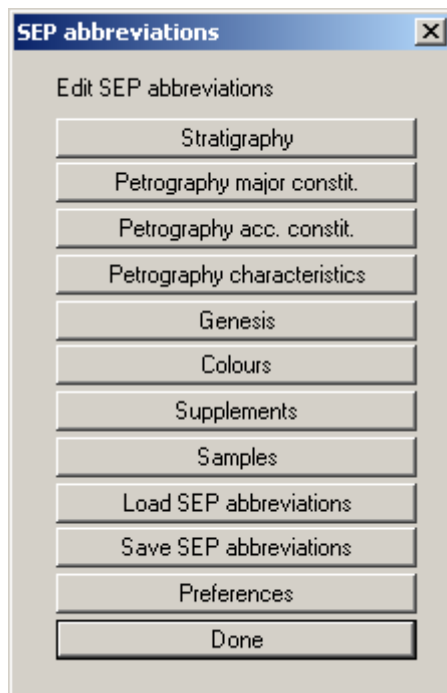 SEP abbreviations
Edit SEP abbreviations
Stratigraphy
Petrography major constit.
Petrography acc. constit.
Petrography characteristics
Genesis
Colours
Supplements
Samples
Load SEP abbreviations
Save SEP abbreviations
Preferences
Done